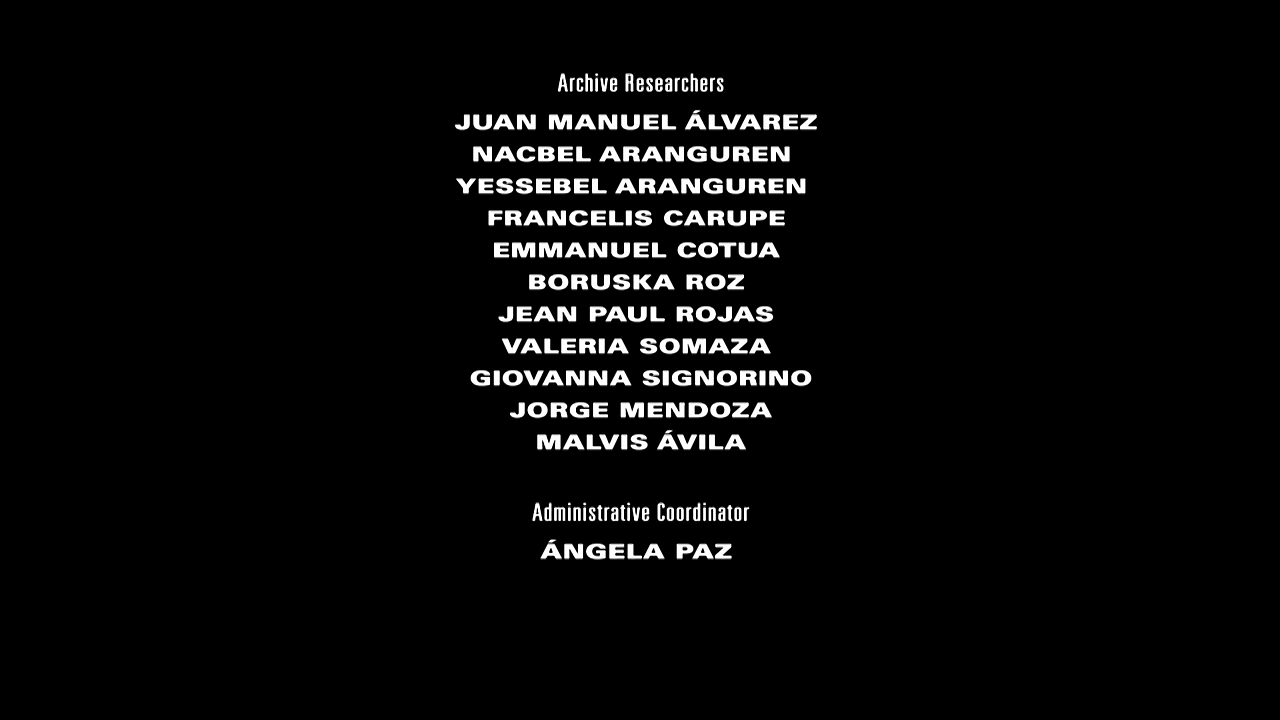 Archive Researchers
JUAN MANUEL ÁLVAREZ
NACBEL ARANGUREN
YESSEBEL ARANGUREN
FRANCELIS CARUPE
EMMANUEL COTUA
BORUSKA ROZ
JEAN PAUL ROJAS
VALERIA SOMAZA
GIOVANNA SIGNORINO
JORGE MENDOZA
MALVIS ÁVILA
Administrative Coordinator
ÁNGELA PAZ